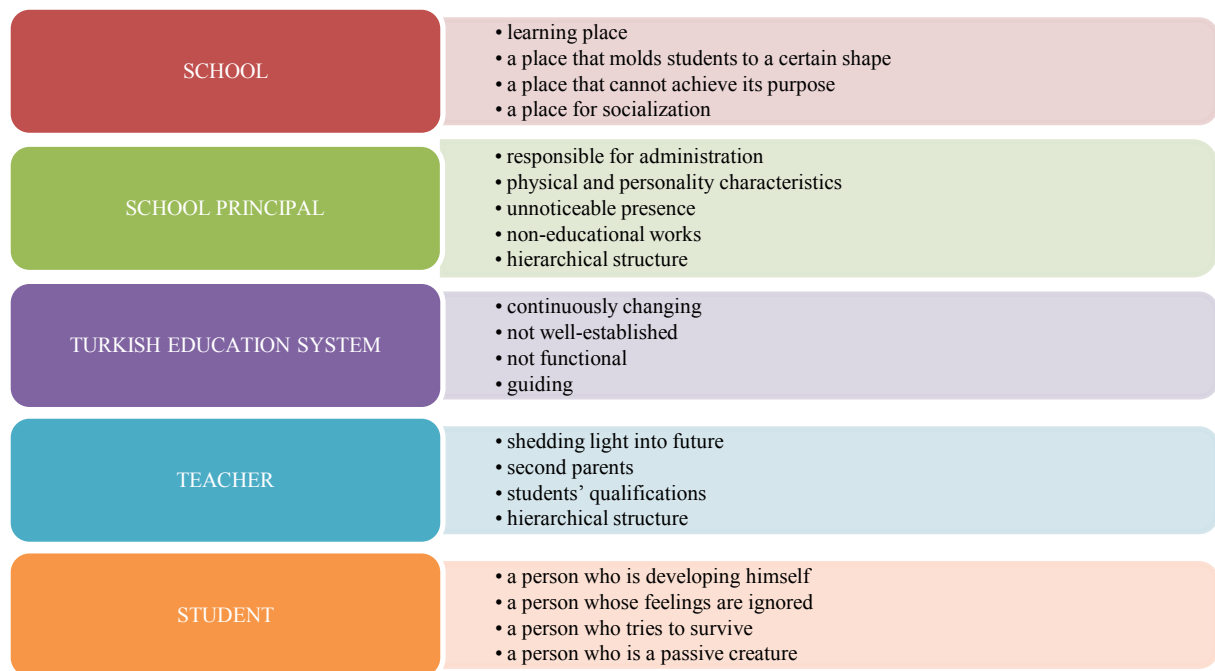 SCHOOL
• learning place
• a place that molds students to a certain shape
• a place that cannot achieve its purpose
• a place for socialization
SCHOOL PRINCIPAL
• responsible for administration
• physical and personality characteristics
• unnoticeable presence
• non-educational works
• hierarchical structure
TURKISH EDUCATION SYSTEM
• continuously changing
• not well-established
• not functional
• guiding
TEACHER
• shedding light into future
• second parents
• students’ qualifications
• hierarchical structure
STUDENT
• a person who is developing himself
• a person whose feelings are ignored
• a person who tries to survive
• a person who is a passive creature